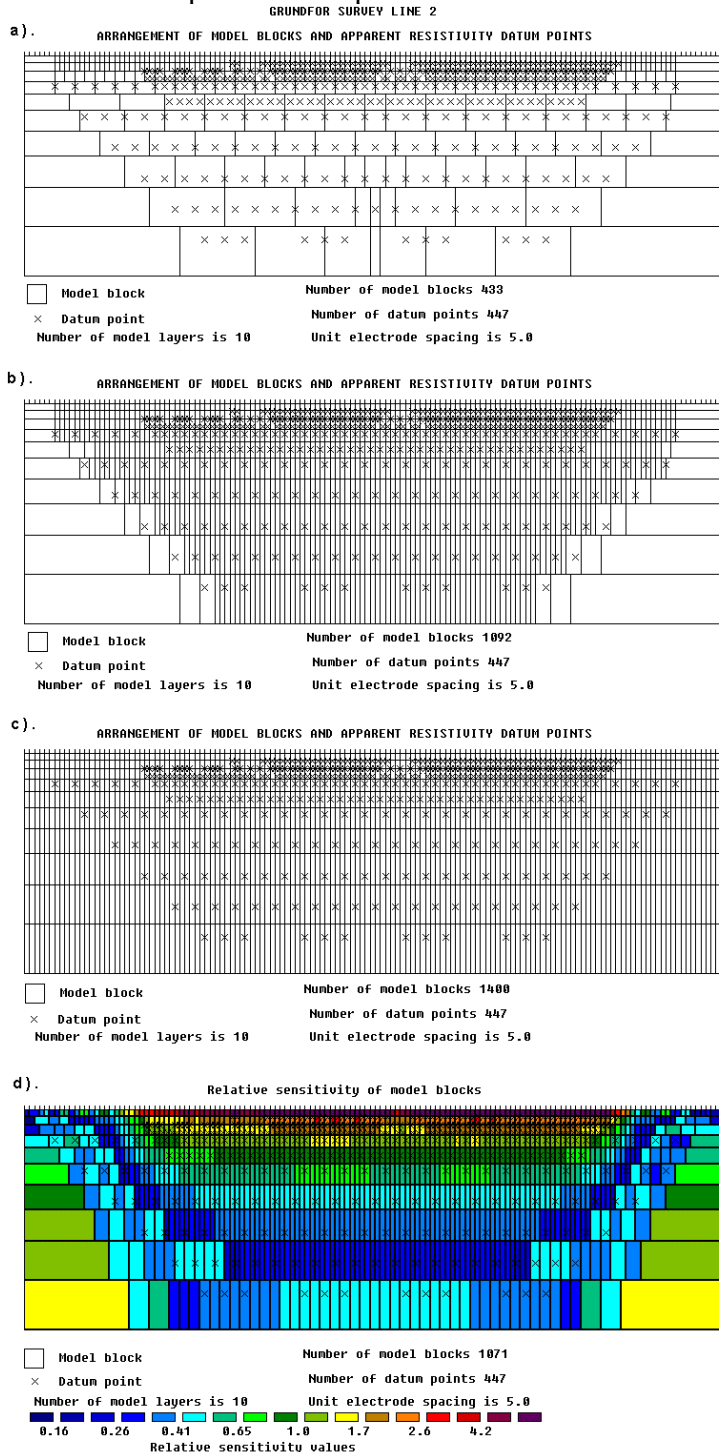 GRUNDFOR SURVEY LINE 2
a).
ARRANGEMENT OF MODEL BLOCKS AND APPARENT RESISTIVITY DATUM POINTS
Model block
Number of model blocks 433
Datum point
Number of datum points 447
Number of model layers is 10
Unit electrode spacing is 5.0
b).
ARRANGEMENT OF MODEL BLOCKS AND APPARENT RESISTIVITY DATUM POINTS
Model block
Number of model blocks 1092
Datum point
Number of datum points 447
Number of model layers is 10
Unit electrode spacing is 5.0
c).
ARRANGEMENT OF MODEL BLOCKS AND APPARENT RESISTIVITY DATUM POINTS
Model block
Number of model blocks 1400
Datum point
Number of datum points 447
Number of model layers is 10
Unit electrode spacing is 5.0
d).
Relative sensitivity of model blocks
Model block
Number of model blocks 1071
Datum point
Number of datum points 447
Number of model layers is 10
Unit electrode spacing is 5.0
0.16 0.26 0.41 0.65 1.0 1.7 2.6 4.2
Relative sensitivity values